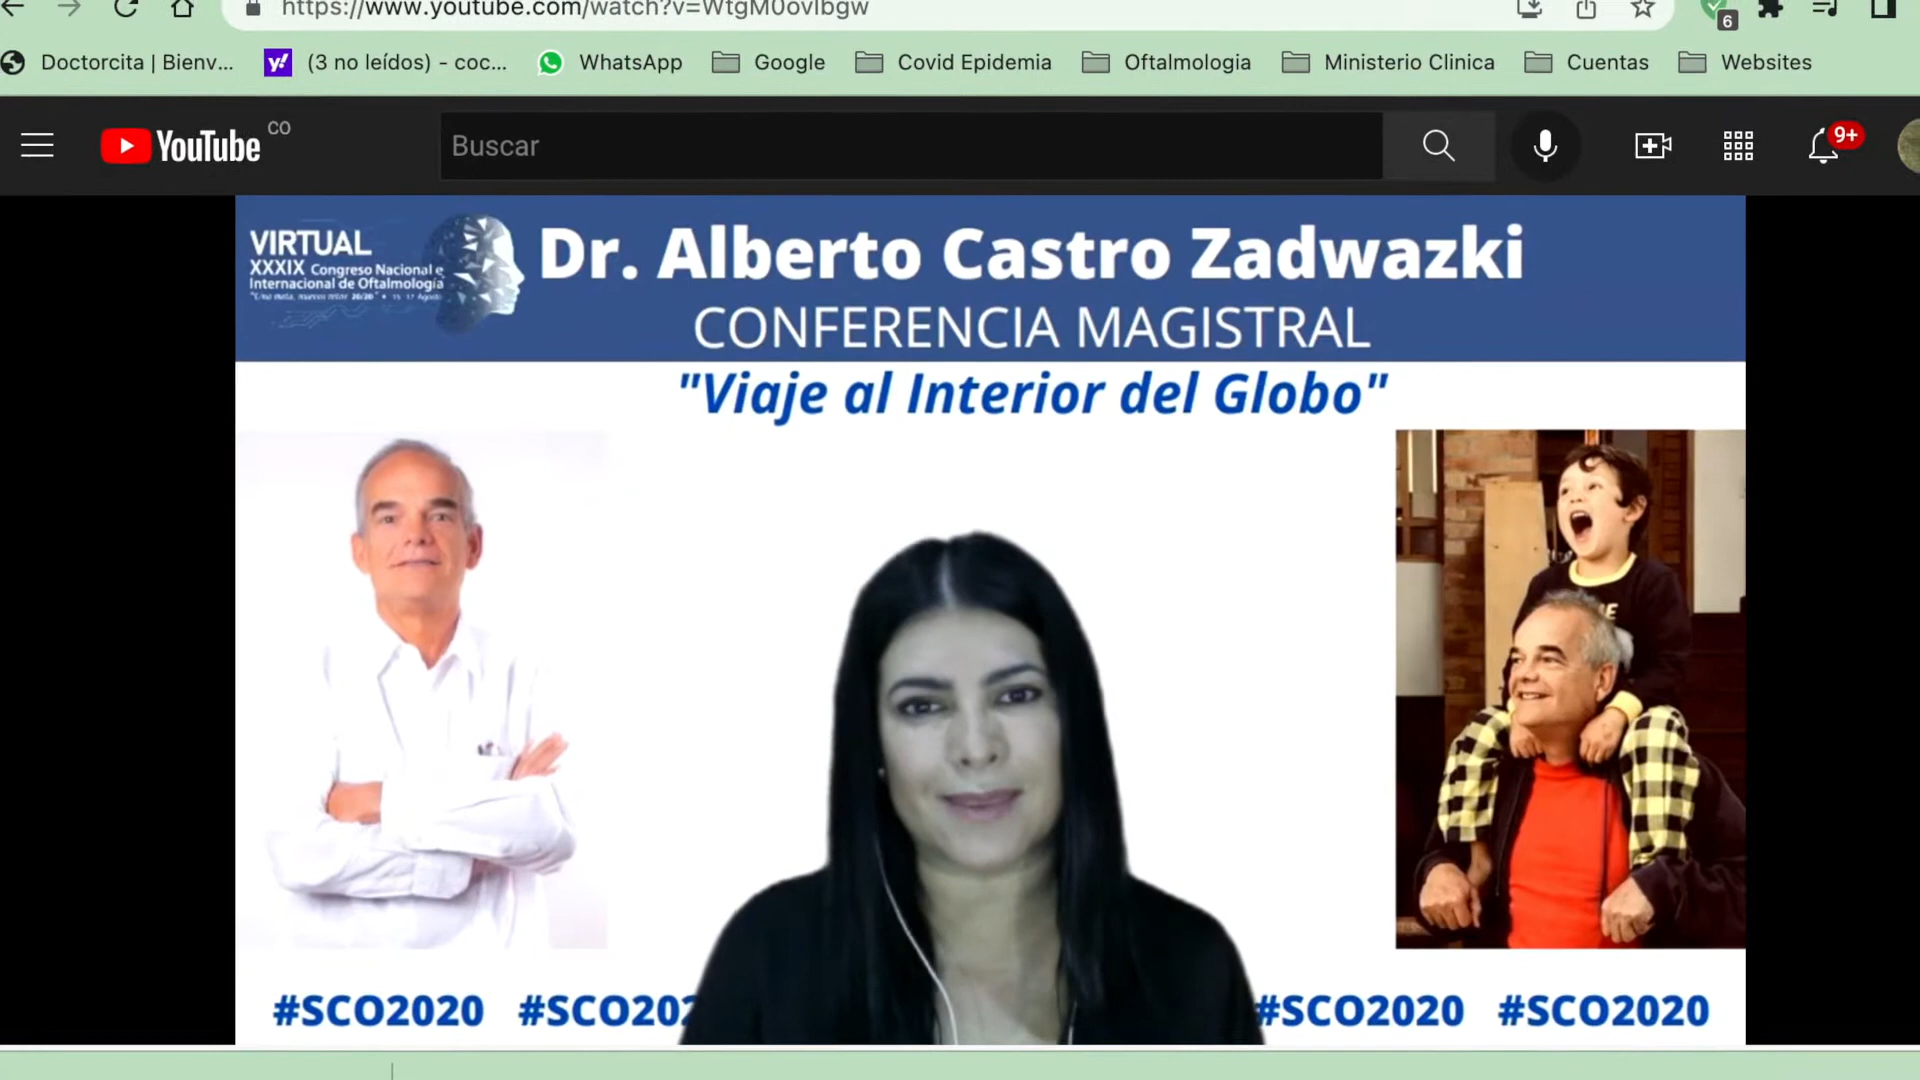 https://www.youtube.com/watch?v=WtgM0ovlbgw
6
Doctorcita | Bienv...
(3 no leídos) - coc...
WhatsApp
Google
Covid Epidemia
Oftalmologia
Ministerio Clinica
Cuentas
Websites
YouTube CO
Buscar
9+
VIRTUAL
XXXIX Congreso Nacional e
Internacional de Oftalmología
Dr. Alberto Castro Zadwazki
CONFERENCIA MAGISTRAL
"Viaje al Interior del Globo"
#SCO2020 #SCO202 #SCO2020 #SCO2020